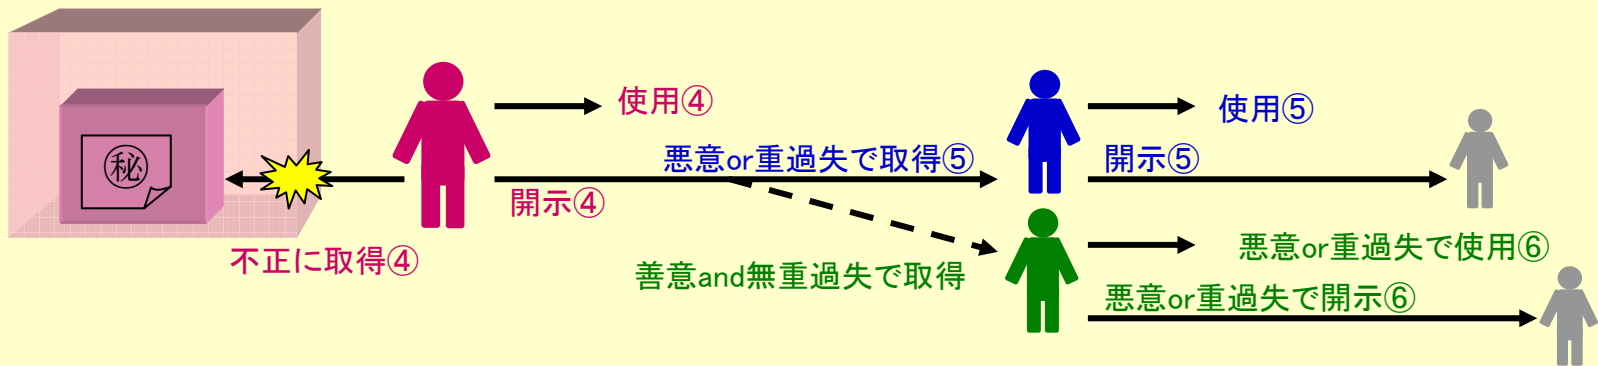 ㊙
不正に取得④
使用④
開示④
悪意or重過失で取得⑤
善意and無重過失で取得
使用⑤
開示⑤
悪意or重過失で使用⑥
悪意or重過失で開示⑥